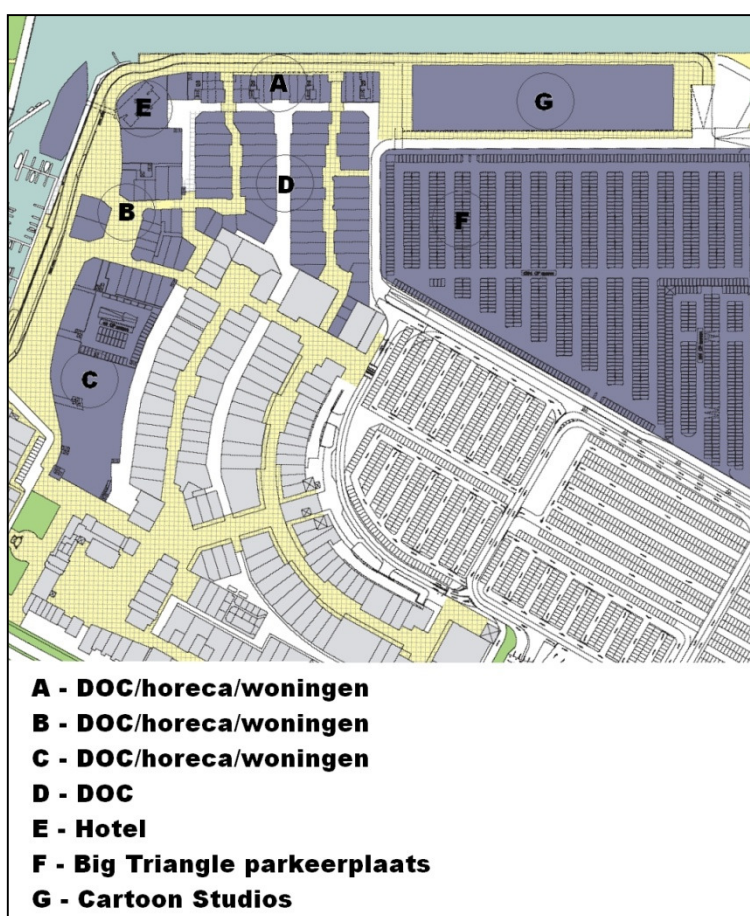 A
E
G
D
B
F
C
A - DOC/horeca/woningen
B - DOC/horeca/woningen
C - DOC/horeca/woningen
D - DOC
E - Hotel
F - Big Triangle parkeerplaats
G - Cartoon Studios